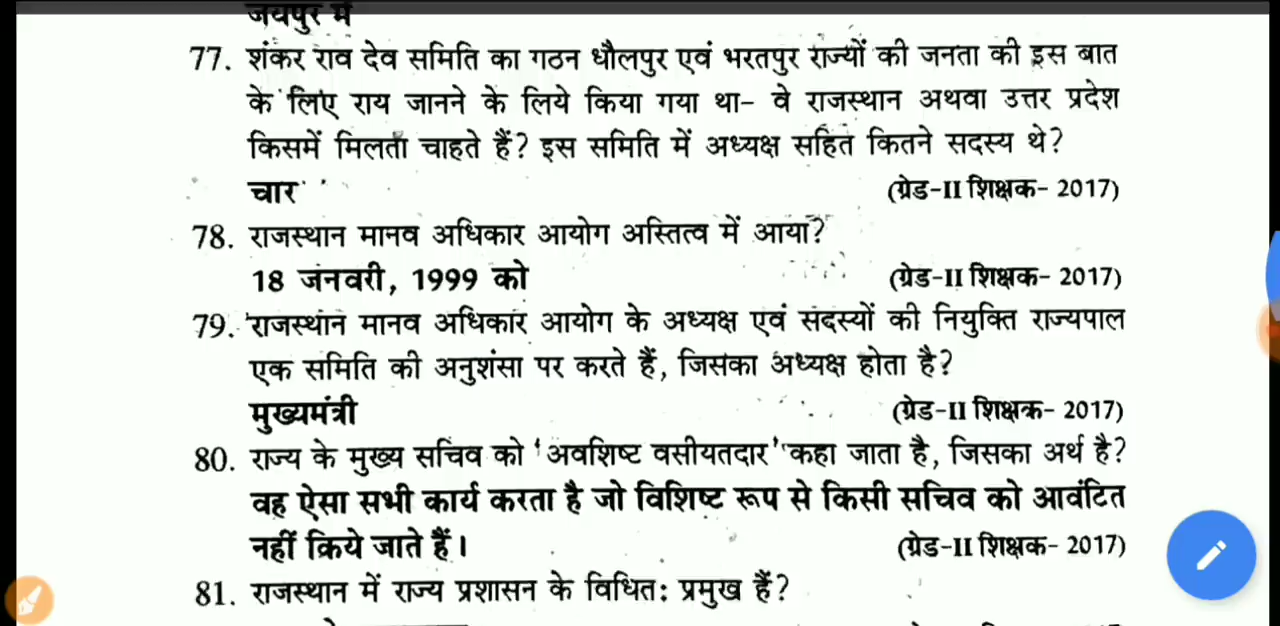 जयपुर में
77. शंकर राव देव समिति का गठन धौलपुर एवं भरतपुर राज्यों की जनता की इस बात
के लिए राय जानने के लिये किया गया था- वे राजस्थान अथवा उत्तर प्रदेश
किसमें मिलता चाहते हैं? इस समिति में अध्यक्ष सहित कितने सदस्य थे?
चार (ग्रेड-II शिक्षक- 2017)
78. राजस्थान मानव अधिकार आयोग अस्तित्व में आया?
18 जनवरी, 1999 को (ग्रेड-II शिक्षक- 2017)
79. राजस्थान मानव अधिकार आयोग के अध्यक्ष एवं सदस्यों की नियुक्ति राज्यपाल
एक समिति की अनुशंसा पर करते हैं, जिसका अध्यक्ष होता है?
मुख्यमंत्री (ग्रेड-II शिक्षक- 2017)
80. राज्य के मुख्य सचिव को 'अवशिष्ट वसीयतदार' कहा जाता है, जिसका अर्थ है?
वह ऐसा सभी कार्य करता है जो विशिष्ट रूप से किसी सचिव को आवंटित
नहीं किये जाते हैं। (ग्रेड-II शिक्षक- 2017)
81. राजस्थान में राज्य प्रशासन के विधित: प्रमुख हैं?